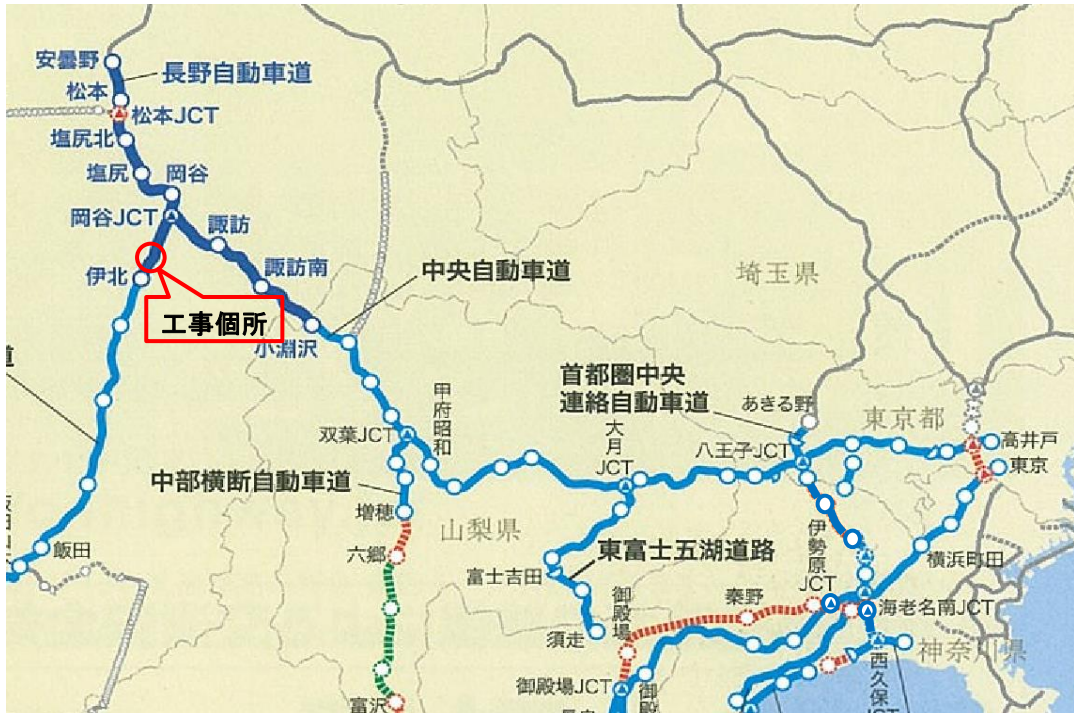 安曇野
長野自動車道
松本
松本JCT
塩尻北
塩尻
岡谷
岡谷JCT
諏訪
伊北
諏訪南
中央自動車道
埼玉県
工事個所
小淵沢
道
首都圏中央
連絡自動車道
あきる野
東京都
甲府昭和
大月
JCT
双葉JCT
八王子JCT
高井戸
東京
中部横断自動車道
増穂
山梨県
伊勢原
JCT
飯田
六郷
東富士五湖道路
横浜町田
富士吉田
御殿場
秦野
海老名南JCT
須走
神奈川県
西久保
JCT
御殿場JCT
御殿
富沢